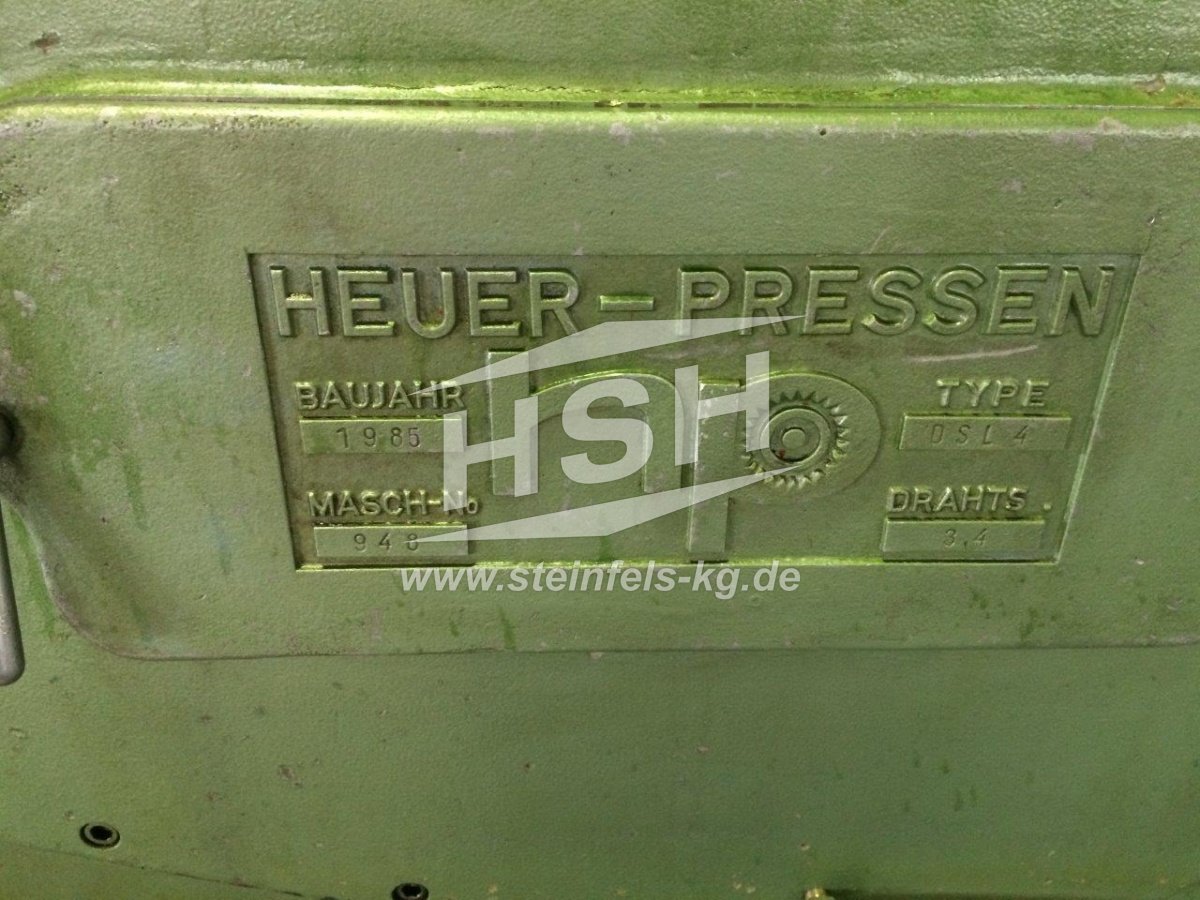 HEUER-PRESSEN
BAUJAHR
1985
MASCH-No
948
TYPE
DSL 4
DRAHTS.
3,4
HSH
www.steinfels-kg.de